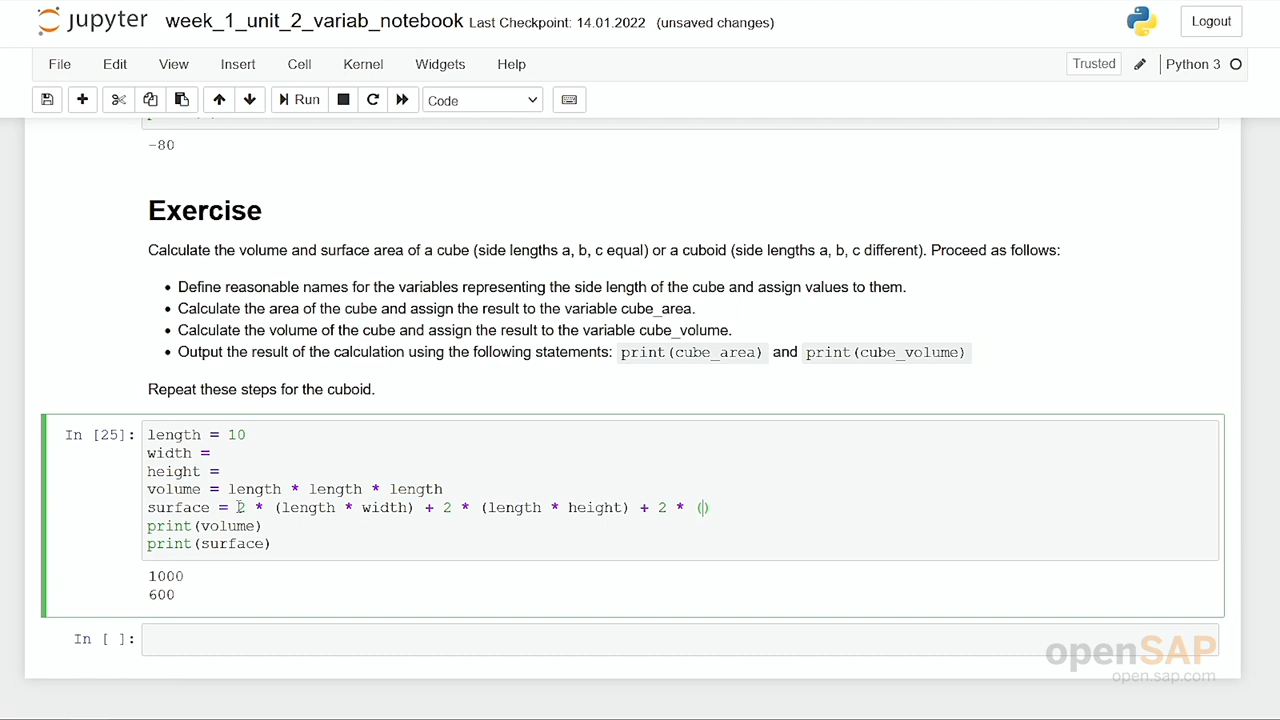 jupyter week_1_unit_2_variab_notebook Last Checkpoint: 14.01.2022 (unsaved changes) Logout
File Edit View Insert Cell Kernel Widgets Help Trusted Python 3
Run Code
-80
Exercise
Calculate the volume and surface area of a cube (side lengths a, b, c equal) or a cuboid (side lengths a, b, c different). Proceed as follows:
• Define reasonable names for the variables representing the side length of the cube and assign values to them.
• Calculate the area of the cube and assign the result to the variable cube_area.
• Calculate the volume of the cube and assign the result to the variable cube_volume.
• Output the result of the calculation using the following statements: print(cube_area) and print(cube_volume)
Repeat these steps for the cuboid.
In [25]: length = 10
width =
height =
volume = length * length * length
surface = 2 * (length * width) + 2 * (length * height) + 2 * ()
print(volume)
print(surface)
1000
600
In [ ]:
openSAP
open.sap.com